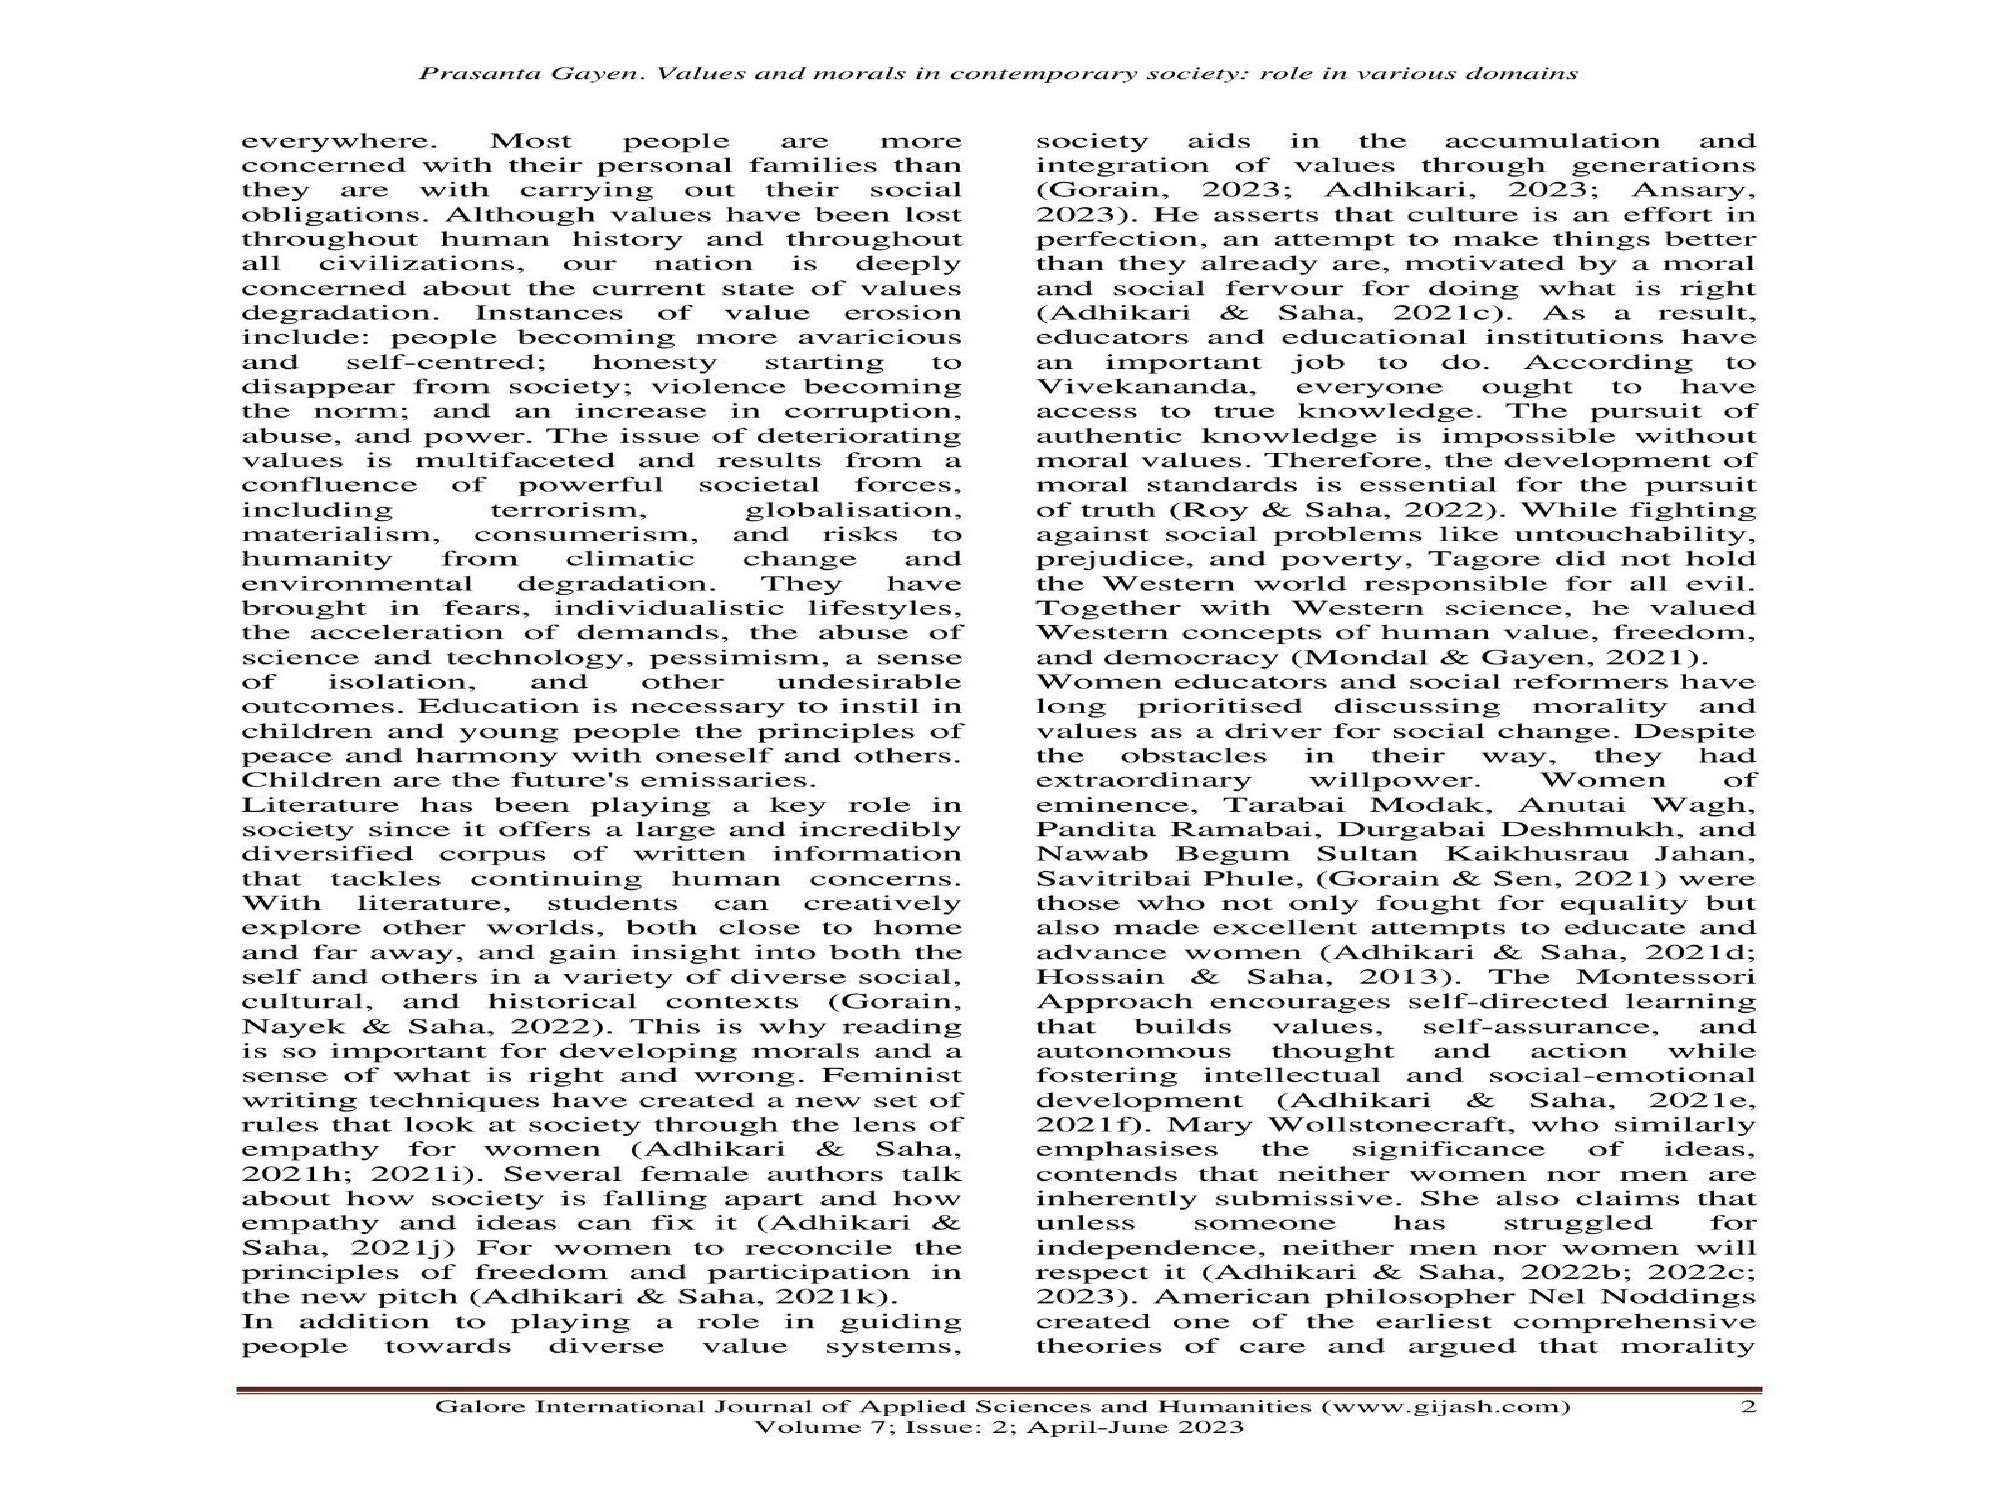 Prasanta Gayen. Values and morals in contemporary society: role in various domains
everywhere. Most people are more
concerned with their personal families than
they are with carrying out their social
obligations. Although values have been lost
throughout human history and throughout
all civilizations, our nation is deeply
concerned about the current state of values
degradation. Instances of value erosion
include: people becoming more avaricious
and self-centred; honesty starting to
disappear from society; violence becoming
the norm; and an increase in corruption,
abuse, and power. The issue of deteriorating
values is multifaceted and results from a
confluence of powerful societal forces,
including terrorism, globalisation,
materialism, consumerism, and risks to
humanity from climatic change and
environmental degradation. They have
brought in fears, individualistic lifestyles,
the acceleration of demands, the abuse of
science and technology, pessimism, a sense
of isolation, and other undesirable
outcomes. Education is necessary to instil in
children and young people the principles of
peace and harmony with oneself and others.
Children are the future's emissaries.
Literature has been playing a key role in
society since it offers a large and incredibly
diversified corpus of written information
that tackles continuing human concerns.
With literature, students can creatively
explore other worlds, both close to home
and far away, and gain insight into both the
self and others in a variety of diverse social,
cultural, and historical contexts (Gorain,
Nayek & Saha, 2022). This is why reading
is so important for developing morals and a
sense of what is right and wrong. Feminist
writing techniques have created a new set of
rules that look at society through the lens of
empathy for women (Adhikari & Saha,
2021h; 2021i). Several female authors talk
about how society is falling apart and how
empathy and ideas can fix it (Adhikari &
Saha, 2021j) For women to reconcile the
principles of freedom and participation in
the new pitch (Adhikari & Saha, 2021k).
In addition to playing a role in guiding
people towards diverse value systems,
society aids in the accumulation and
integration of values through generations
(Gorain, 2023; Adhikari, 2023; Ansary,
2023). He asserts that culture is an effort in
perfection, an attempt to make things better
than they already are, motivated by a moral
and social fervour for doing what is right
(Adhikari & Saha, 2021c). As a result,
educators and educational institutions have
an important job to do. According to
Vivekananda, everyone ought to have
access to true knowledge. The pursuit of
authentic knowledge is impossible without
moral values. Therefore, the development of
moral standards is essential for the pursuit
of truth (Roy & Saha, 2022). While fighting
against social problems like untouchability,
prejudice, and poverty, Tagore did not hold
the Western world responsible for all evil.
Together with Western science, he valued
Western concepts of human value, freedom,
and democracy (Mondal & Gayen, 2021).
Women educators and social reformers have
long prioritised discussing morality and
values as a driver for social change. Despite
the obstacles in their way, they had
extraordinary willpower. Women of
eminence, Tarabai Modak, Anutai Wagh,
Pandita Ramabai, Durgabai Deshmukh, and
Nawab Begum Sultan Kaikhusrau Jahan,
Savitribai Phule, (Gorain & Sen, 2021) were
those who not only fought for equality but
also made excellent attempts to educate and
advance women (Adhikari & Saha, 2021d;
Hossain & Saha, 2013). The Montessori
Approach encourages self-directed learning
that builds values, self-assurance, and
autonomous thought and action while
fostering intellectual and social-emotional
development (Adhikari & Saha, 2021e,
2021f). Mary Wollstonecraft, who similarly
emphasises the significance of ideas,
contends that neither women nor men are
inherently submissive. She also claims that
unless someone has struggled for
independence, neither men nor women will
respect it (Adhikari & Saha, 2022b; 2022c;
2023). American philosopher Nel Noddings
created one of the earliest comprehensive
theories of care and argued that morality
Galore International Journal of Applied Sciences and Humanities (www.gijash.com) 2
Volume 7; Issue: 2; April-June 2023